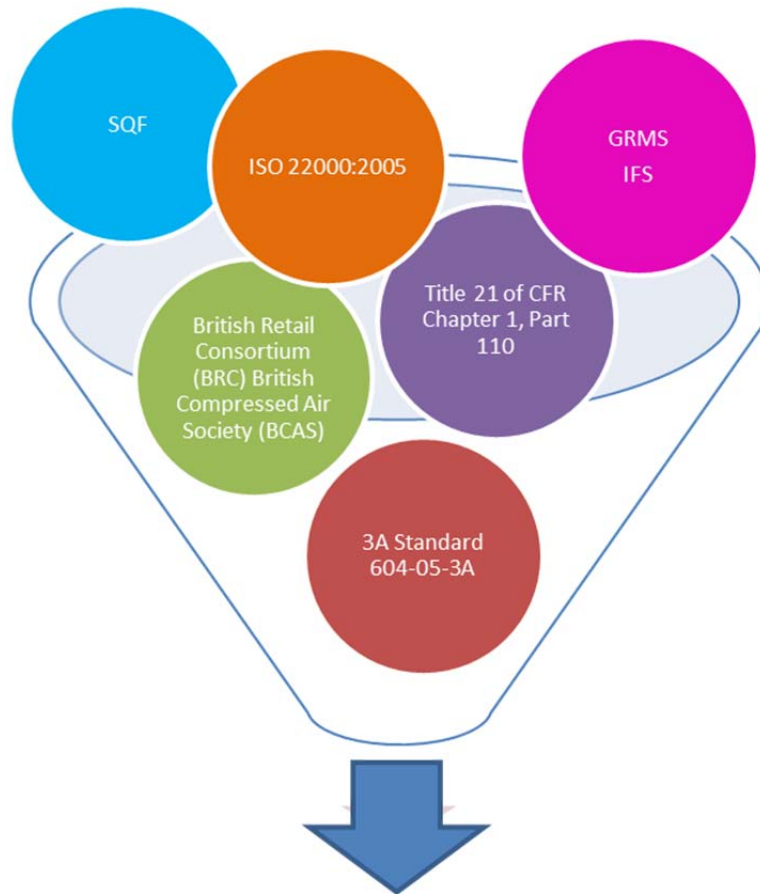 SQF
ISO 22000:2005
GRMS
IFS
British Retail
Consortium
(BRC) British
Compressed Air
Society (BCAS)
Title 21 of CFR
Chapter 1, Part
110
3A Standard
604-05-3A